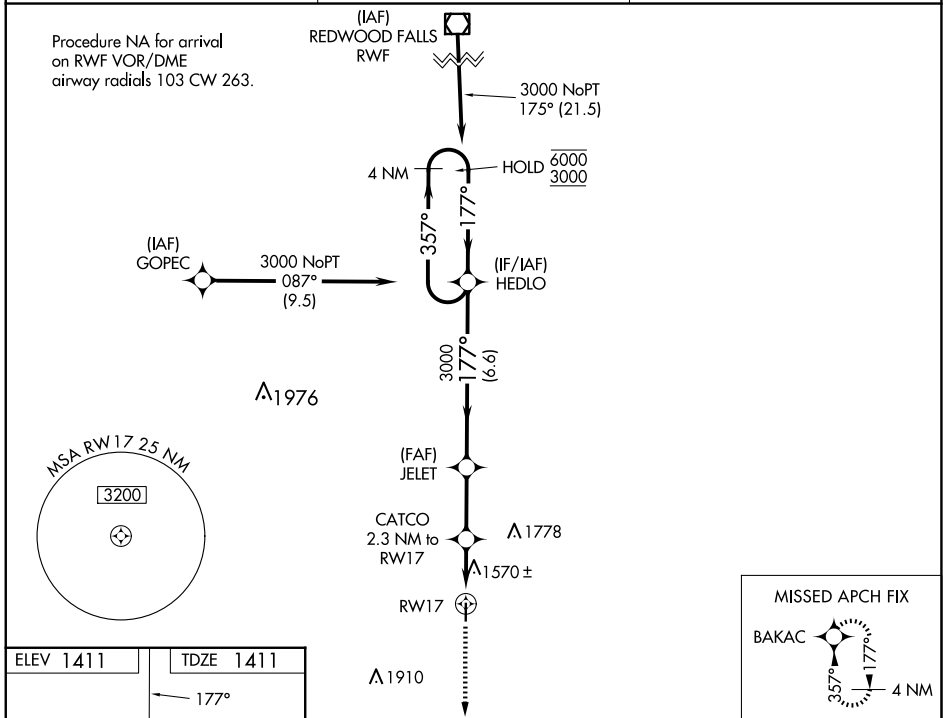 Procedure NA for arrival
on RWF VOR/DME
airway radials 103 CW 263.
(IAF)
REDWOOD FALLS
RWF
3000 NoPT
175° (21.5)
4 NM
HOLD 6000
3000
357°
177°
(IAF)
GOPEC
3000 NoPT
087°
(9.5)
(IF/IAF)
HEDLO
3000
177°
(6.6)
1976
MSA RW17 25 NM
3200
(FAF)
JELET
CATCO
2.3 NM to
RW17
1778
1570 ±
RW17
1910
MISSED APCH FIX
BAKAC
357°
177°
4 NM
ELEV 1411
TDZE 1411
177°